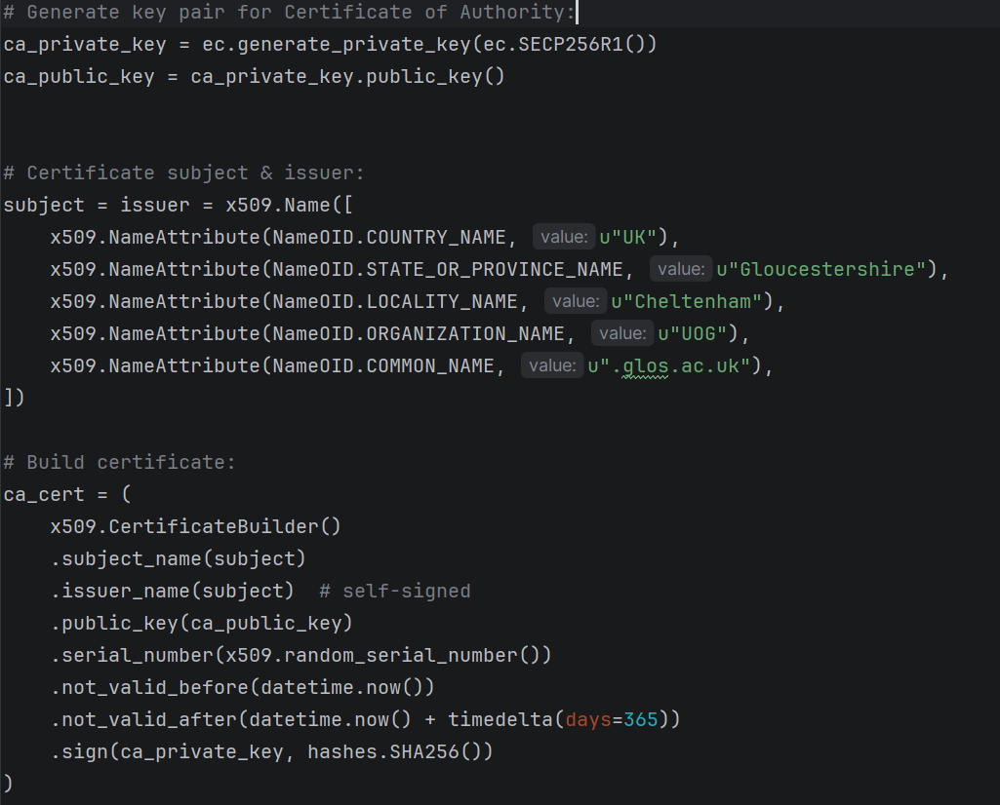 # Generate key pair for Certificate of Authority:
ca_private_key = ec.generate_private_key(ec.SECP256R1())
ca_public_key = ca_private_key.public_key()
# Certificate subject & issuer:
subject = issuer = x509.Name([
    x509.NameAttribute(NameOID.COUNTRY_NAME, value: u"UK"),
    x509.NameAttribute(NameOID.STATE_OR_PROVINCE_NAME, value: u"Gloucestershire"),
    x509.NameAttribute(NameOID.LOCALITY_NAME, value: u"Cheltenham"),
    x509.NameAttribute(NameOID.ORGANIZATION_NAME, value: u"UOG"),
    x509.NameAttribute(NameOID.COMMON_NAME, value: u".glos.ac.uk"),
])
# Build certificate:
ca_cert = (
    x509.CertificateBuilder()
    .subject_name(subject)
    .issuer_name(subject)  # self-signed
    .public_key(ca_public_key)
    .serial_number(x509.random_serial_number())
    .not_valid_before(datetime.now())
    .not_valid_after(datetime.now() + timedelta(days=365))
    .sign(ca_private_key, hashes.SHA256())
)